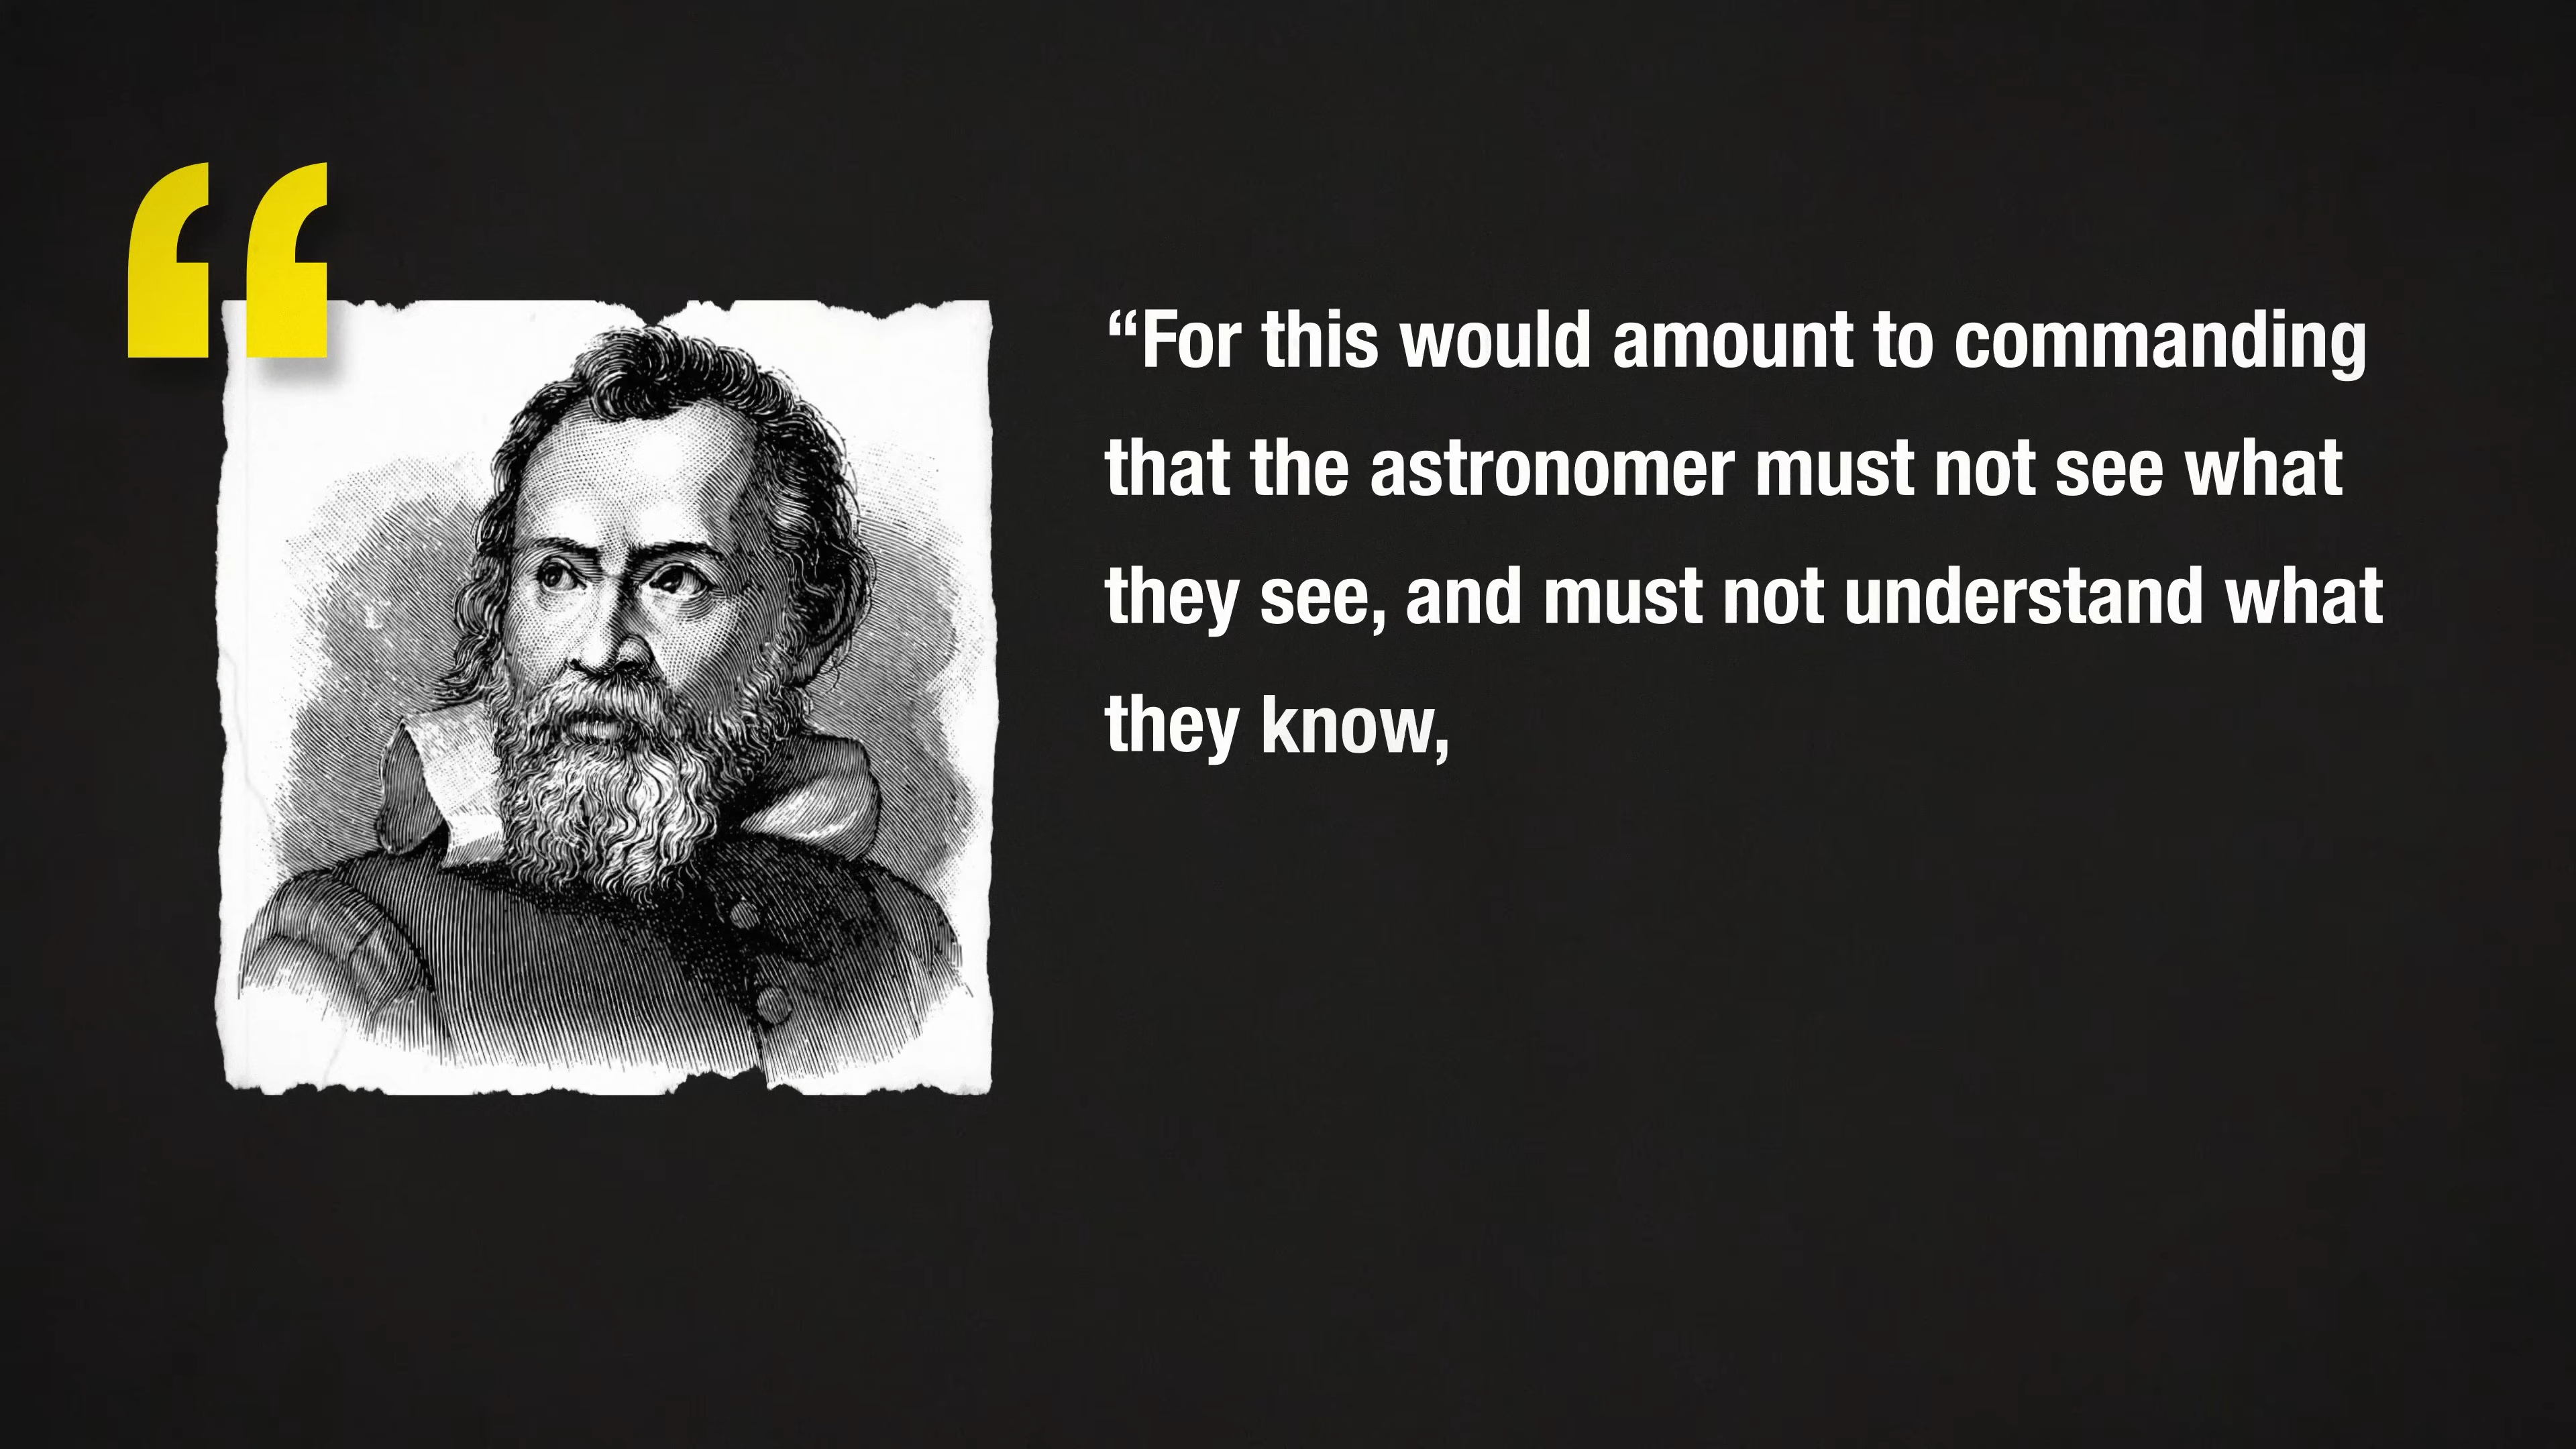 “For this would amount to commanding
that the astronomer must not see what
they see, and must not understand what
they know,